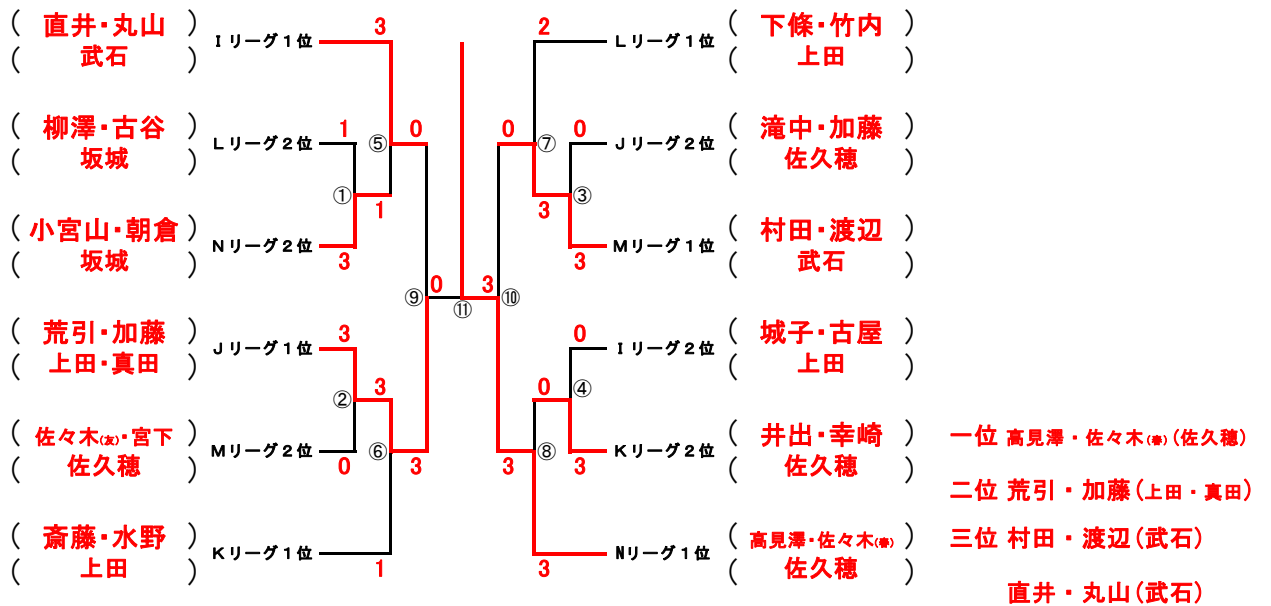 ( 直井・丸山 )
( 武石 )
Iリーグ1位
3
2
Lリーグ1位
( 下條・竹内 )
( 上田 )
( 柳澤・古谷 )
( 坂城 )
Lリーグ2位
1
⑤
0
0
⑦
0
Jリーグ2位
( 滝中・加藤 )
( 佐久穂 )
①
1
3
③
( 小宮山・朝倉 )
( 坂城 )
Nリーグ2位
3
3
Mリーグ1位
( 村田・渡辺 )
( 武石 )
⑨
0
⑪
3
⑩
( 荒引・加藤 )
( 上田・真田 )
Jリーグ1位
3
0
Iリーグ2位
( 城子・古屋 )
( 上田 )
②
3
0
④
( 佐々木(友)・宮下 )
( 佐久穂 )
Mリーグ2位
0
⑥
3
3
⑧
3
Kリーグ2位
( 井出・幸崎 )
( 佐久穂 )
( 斎藤・水野 )
( 上田 )
Kリーグ1位
1
3
Nリーグ1位
( 高見澤・佐々木(春) )
( 佐久穂 )
一位 高見澤・佐々木(春)(佐久穂)
二位 荒引・加藤(上田・真田)
三位 村田・渡辺(武石)
直井・丸山(武石)